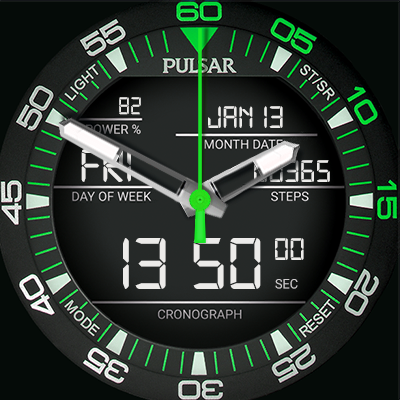 60
55
05
LIGHT
PULSAR
ST/SR
50
82
JAN 13
10
POWER %
MONTH DATE
FRI
DAY OF WEEK
STEPS
45
15
13 50 00
SEC
40
20
CRONOGRAPH
MODE
RESET
35
25
30